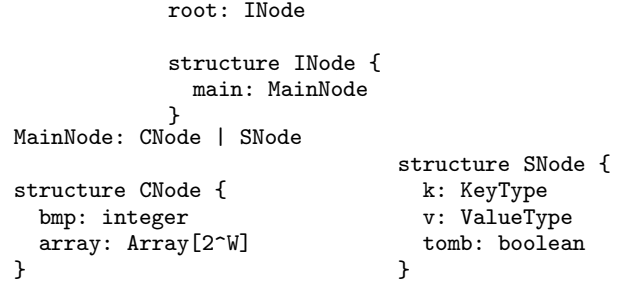 root: INode
structure INode {
main: MainNode
}
MainNode: CNode | SNode
structure CNode {
bmp: integer
array: Array[2^W]
}
structure SNode {
k: KeyType
v: ValueType
tomb: boolean
}